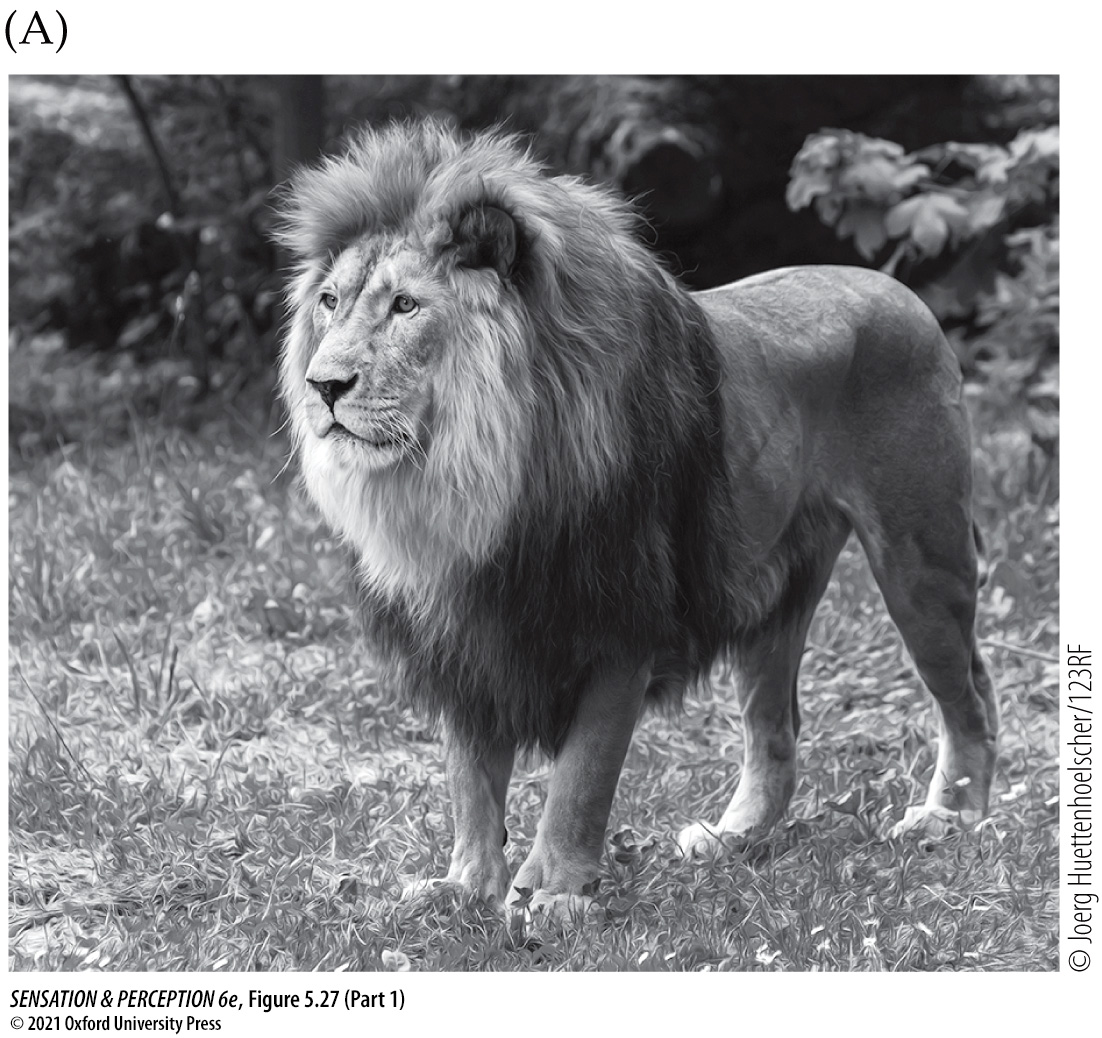 (A)
© Joerg Huettenhoelscher/123RF
SENSATION & PERCEPTION 6e, Figure 5.27 (Part 1)
© 2021 Oxford University Press